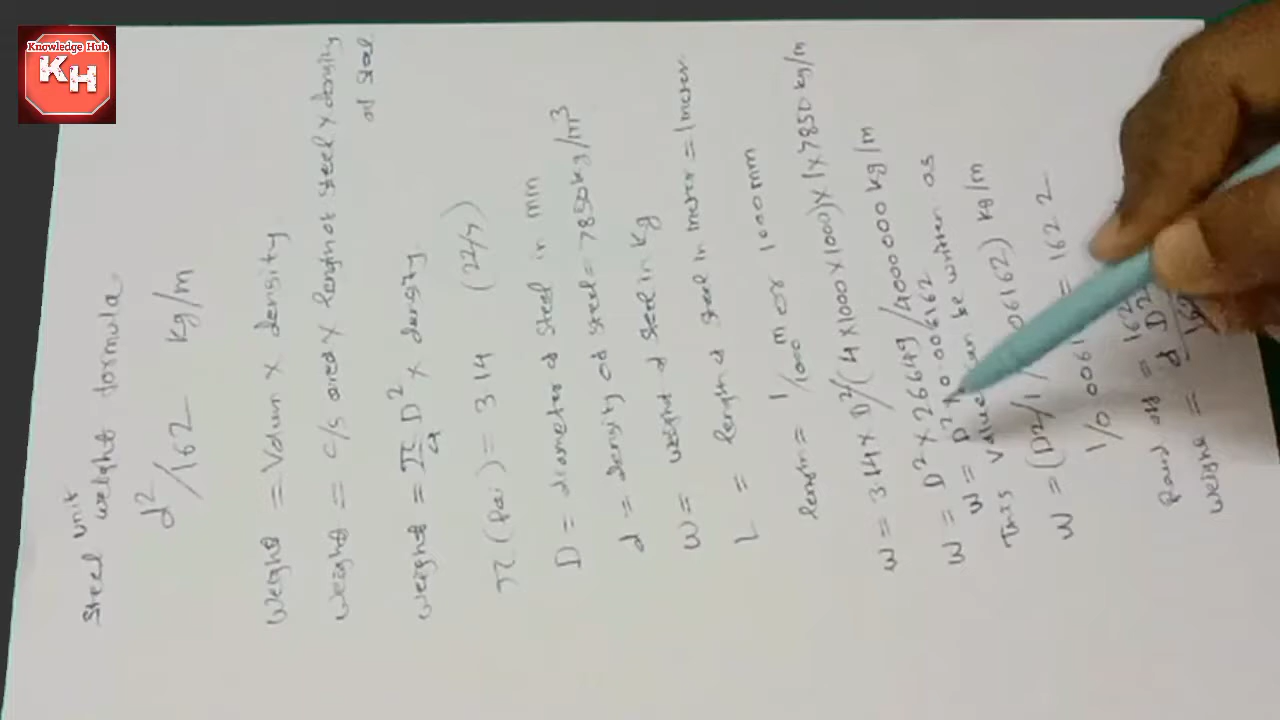 Knowledge Hub
KH
Steel unit weight formula
d²/162 kg/m
Weight = Volum x density
Weight = c/s area x length of steel x density of steel
Weight = π/4 D² x density
π (Pai) = 3.14 (22/7)
D = diameter of steel in mm
d = density of steel = 7850 kg/m3
W = weight of steel in kg
L = length of steel in meter = 1 meter
length = 1/1000 m or 1000 mm
W = 3.14 x D²/(4 x 1000 x 1000) x 1 x 7850 kg/m
W = D² x 26649/4000000 kg/m
W = D² 0.006162
This value can be written as
W = (D2/1/ 06162) kg/m
1/0.0061 = 162.2
Round off = 162
Weight = D2 162